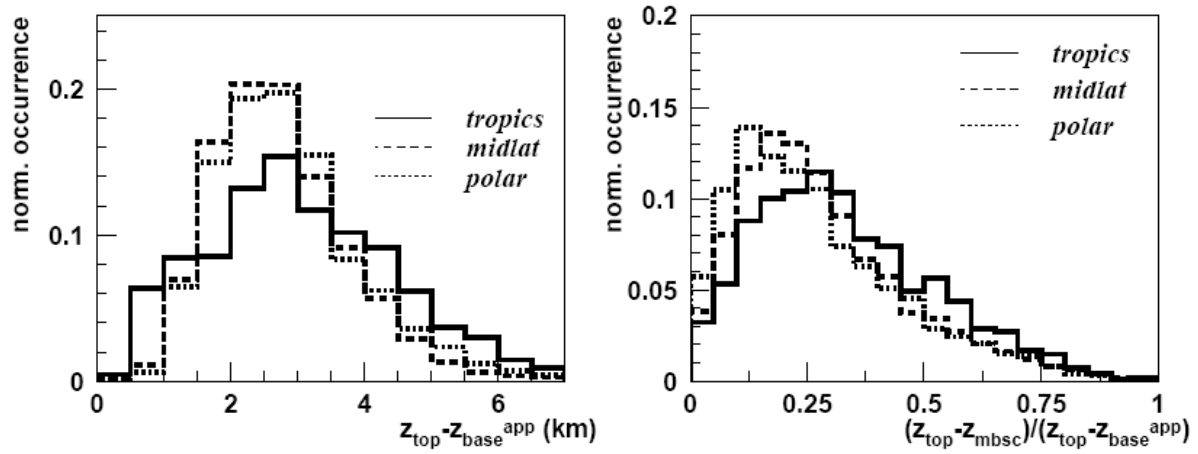 norm. occurrence
0.2
0.1
0
tropics
midlat
polar
0 2 4 6
z_top-z_base^app (km)
norm. occurrence
0.2
0.15
0.1
0.05
0
tropics
midlat
polar
0 0.25 0.5 0.75 1
(z_top-z_mbsc)/(z_top-z_base^app)